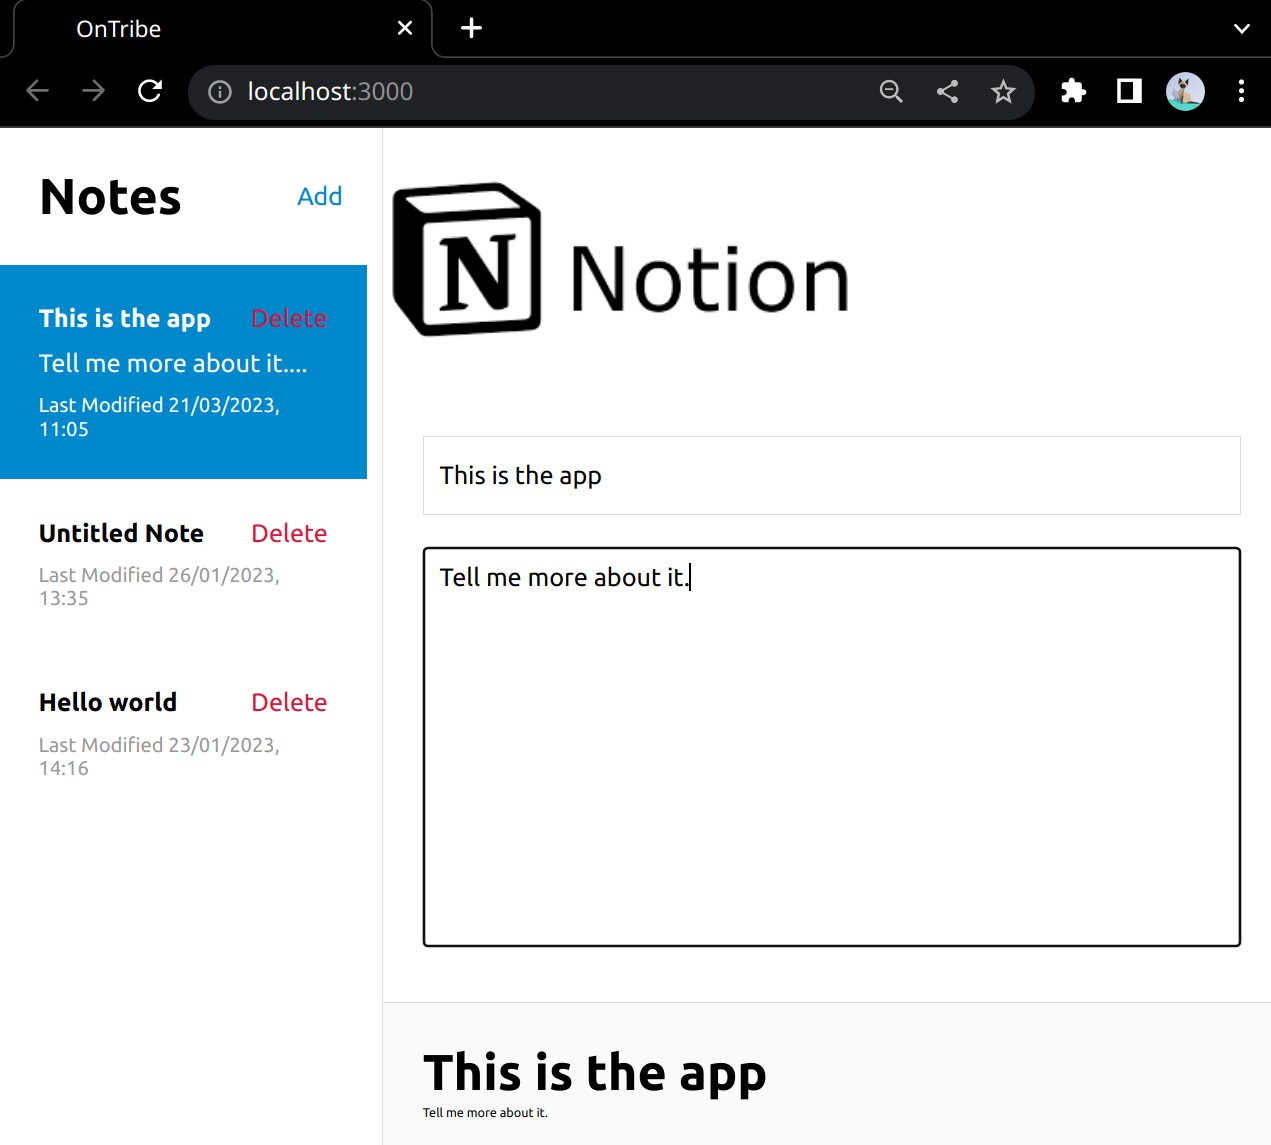 OnTribe
localhost:3000
Notes
Add
This is the app
Delete
Tell me more about it....
Last Modified 21/03/2023,
11:05
Untitled Note
Delete
Last Modified 26/01/2023,
13:35
Hello world
Delete
Last Modified 23/01/2023,
14:16
N Notion
This is the app
Tell me more about it.
This is the app
Tell me more about it.